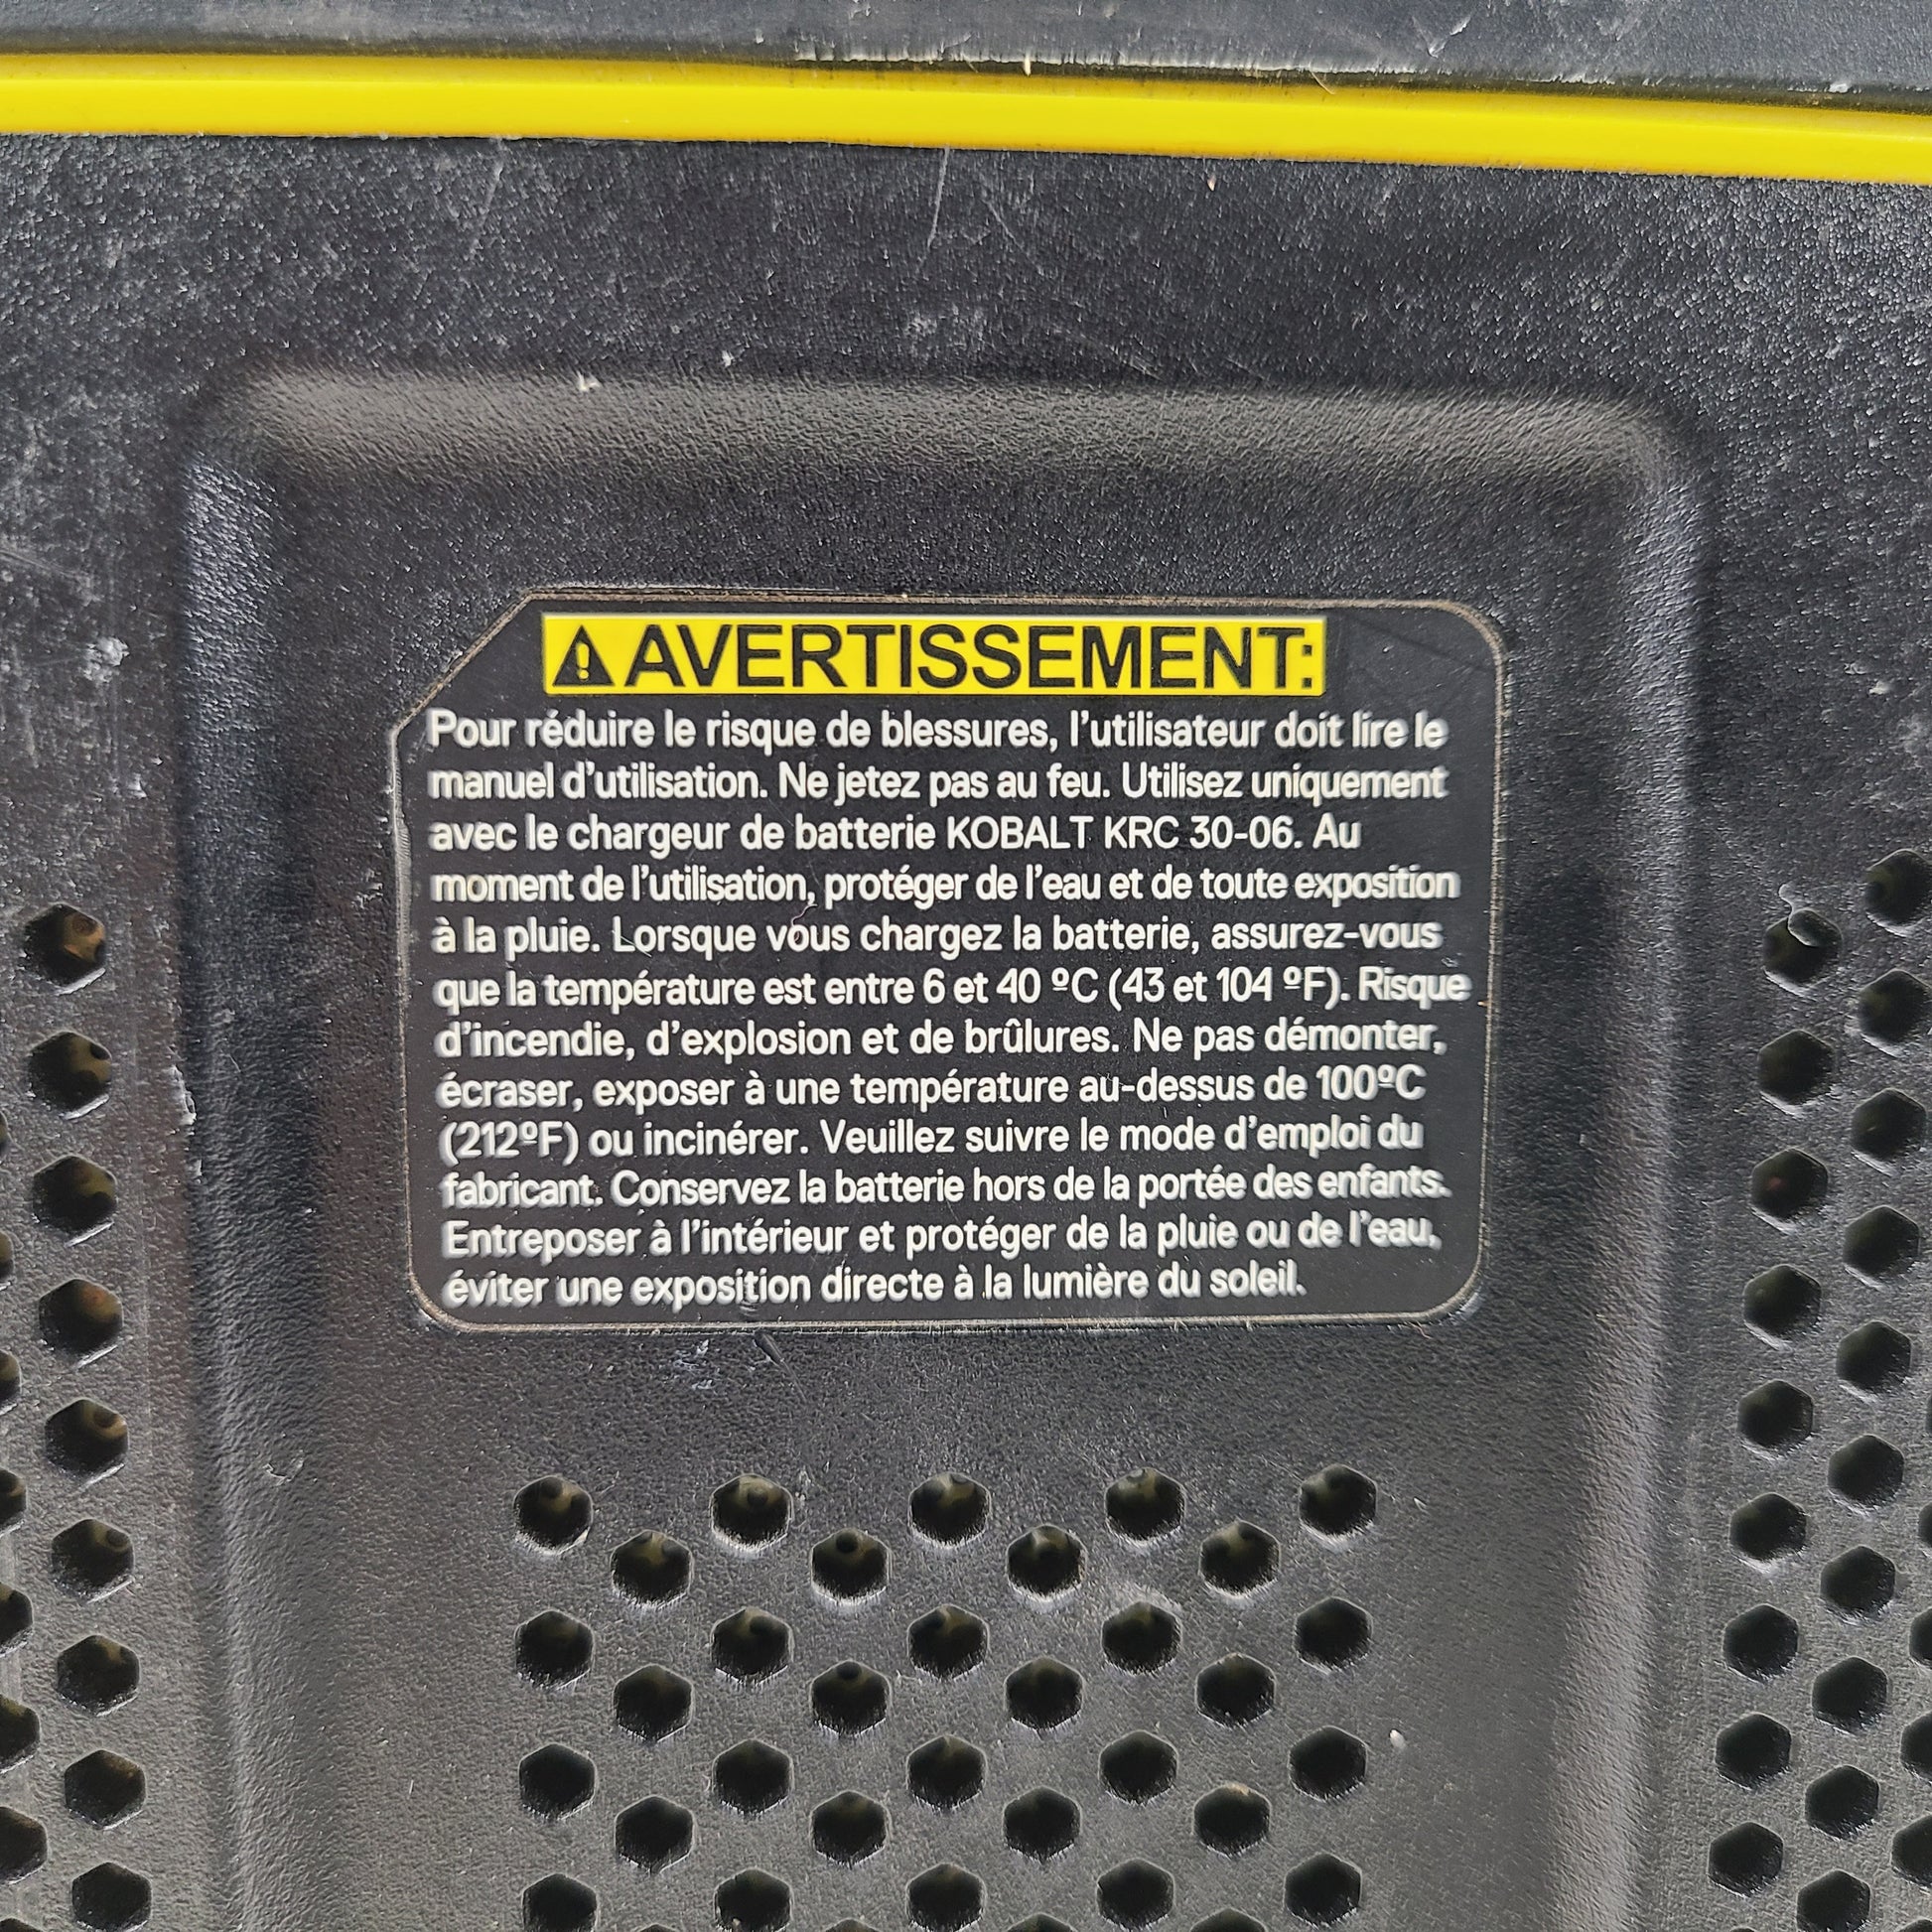 AVERTISSEMENT:
Pour réduire le risque de blessures, l'utilisateur doit lire le
manuel d'utilisation. Ne jetez pas au feu. Utilisez uniquement
avec le chargeur de batterie KOBALT KRC 30-06. Au
moment de l'utilisation, protéger de l'eau et de toute exposition
à la pluie. Lorsque vous chargez la batterie, assurez-vous
que la température est entre 6 et 40 ºC (43 et 104 ºF). Risque
d'incendie, d'explosion et de brûlures. Ne pas démonter,
écraser, exposer à une température au-dessus de 100ºC
(212ºF) ou incinérer. Veuillez suivre le mode d'emploi du
fabricant. Conservez la batterie hors de la portée des enfants.
Entreposer à l'intérieur et protéger de la pluie ou de l'eau,
éviter une exposition directe à la lumière du soleil.